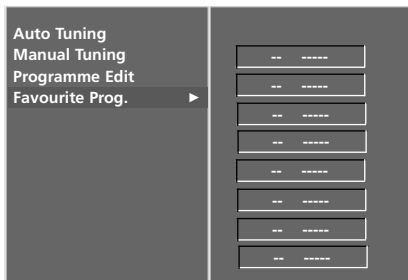 Auto Tuning
Manual Tuning
Programme Edit
Favourite Prog. ►
-- -----
-- -----
-- -----
-- -----
-- -----
-- -----
-- -----
-- -----